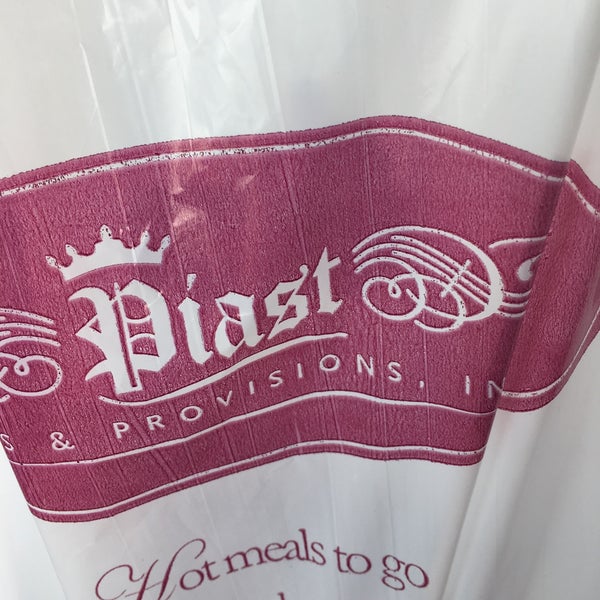 Piast
& PROVISIONS, IN
Hot meals to go